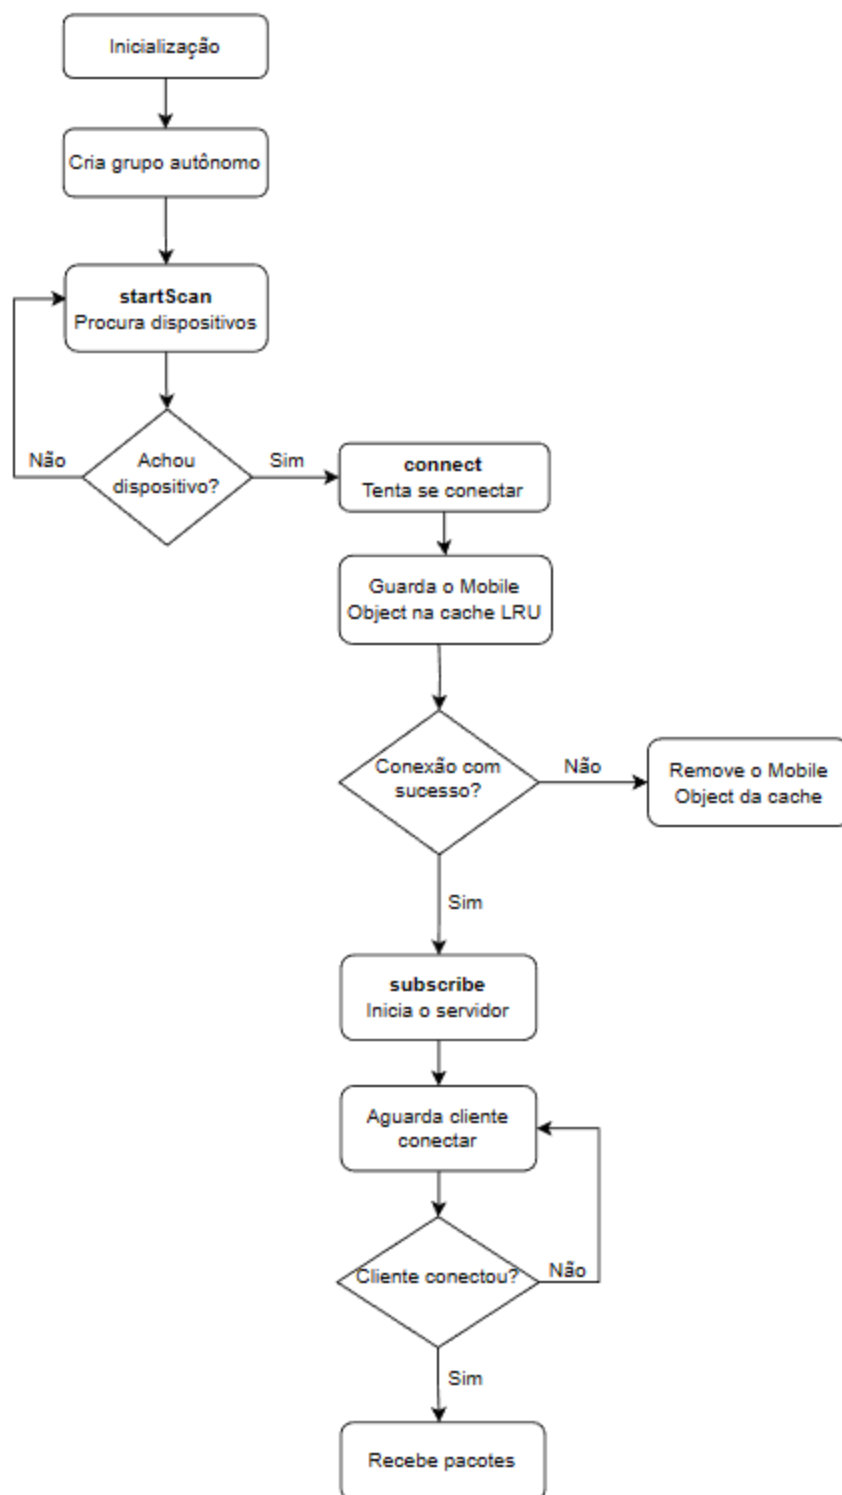 Inicialização
Cria grupo autônomo
startScan
Procura dispositivos
Achou
dispositivo?
Não
Sim
connect
Tenta se conectar
Guarda o Mobile
Object na cache LRU
Conexão com
sucesso?
Não
Remove o Mobile
Object da cache
Sim
subscribe
Inicia o servidor
Aguarda cliente
conectar
Cliente conectou?
Não
Sim
Recebe pacotes